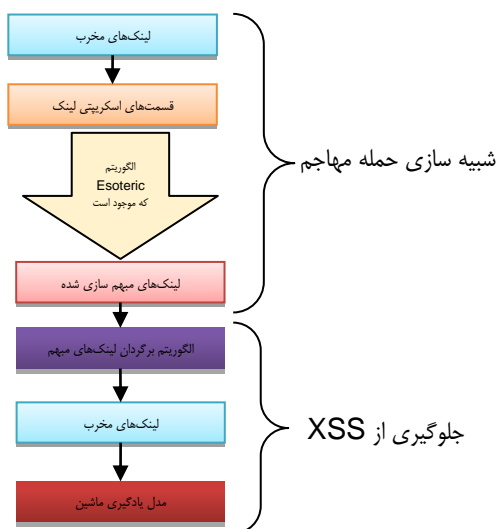 لینک‌های مخرب
قسمت‌های اسکریپتی لینک
الگوریتم
Esoteric
که موجود است
شبیه سازی حمله مهاجم
لینک‌های مبهم سازی شده
الگوریتم برگردان لینک‌های مبهم
لینک‌های مخرب
جلوگیری از XSS
مدل یادگیری ماشین